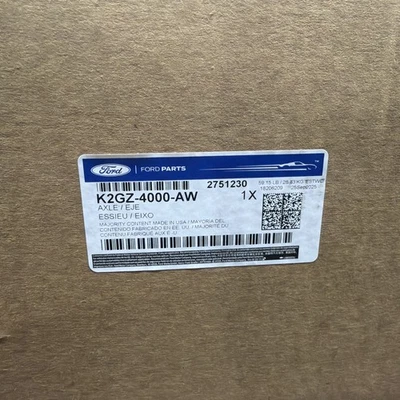 Ford
FORD PARTS
K2GZ-4000-AW
2751230
1X
AXLE / EJE
ESSIEU / EIXO
MAJORITY CONTENT MADE IN USA / MAYORIA DEL
CONTENIDO FABRICADO EN EE. UU. / MAJORITE DU
CONTENU FABRIQUE AUX E.U.